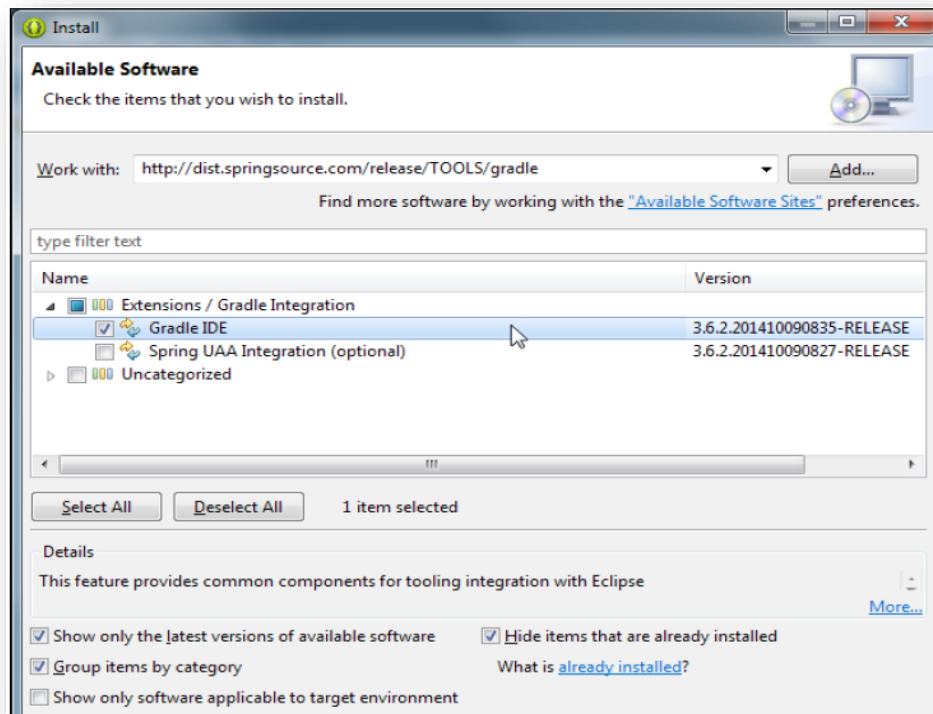 Install
Available Software
Check the items that you wish to install.
Work with: http://dist.springsource.com/release/TOOLS/gradle Add...
Find more software by working with the "Available Software Sites" preferences.
type filter text
Name Version
Extensions / Gradle Integration
Gradle IDE 3.6.2.201410090835-RELEASE
Spring UAA Integration (optional) 3.6.2.201410090827-RELEASE
Uncategorized
Select All Deselect All 1 item selected
Details
This feature provides common components for tooling integration with Eclipse
More...
Show only the latest versions of available software Hide items that are already installed
Group items by category What is already installed?
Show only software applicable to target environment